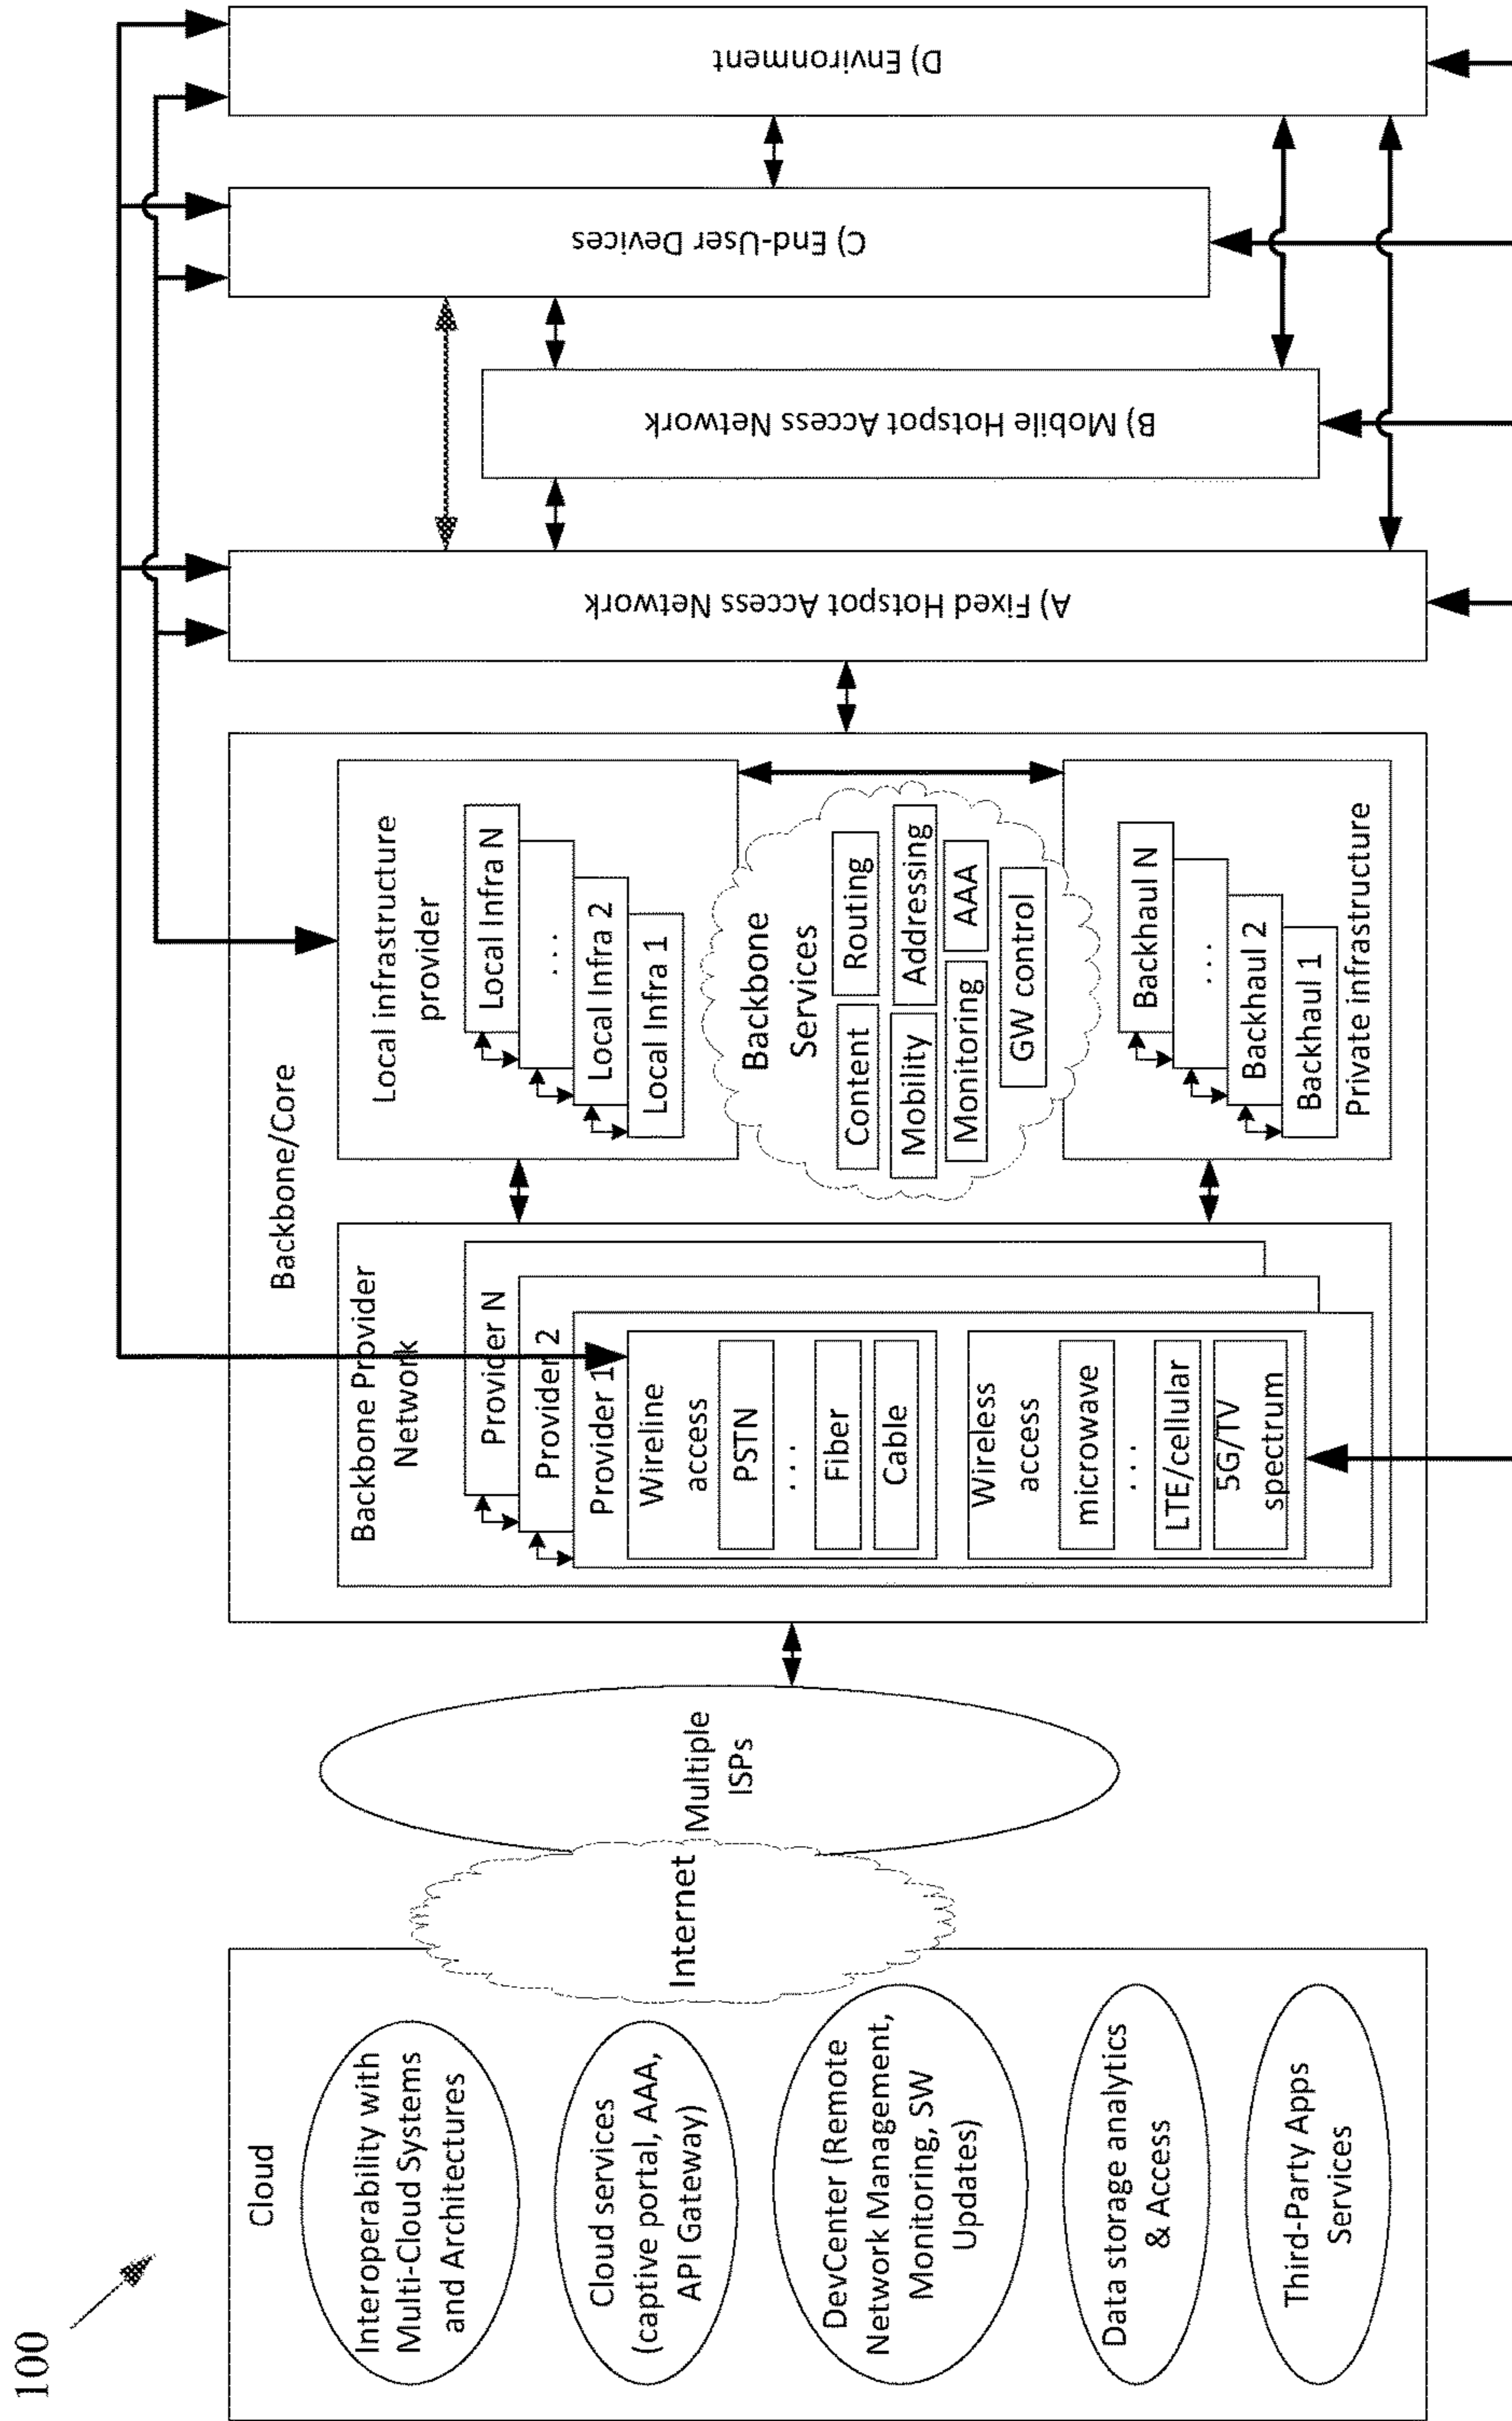 100
Cloud
Interoperability with
Multi-Cloud Systems
and Architectures
Cloud services
(captive portal, AAA,
API Gateway)
DevCenter (Remote
Network Management,
Monitoring, SW
Updates)
Data storage analytics
& Access
Third-Party Apps
Services
Internet
Multiple
ISPs
Backbone/Core
Backbone Provider
Network
Provider N
Provider 2
Provider 1
Wireline
access
PSTN
...
Fiber
Cable
Wireless
access
microwave
...
LTE/cellular
5G/TV
spectrum
Local infrastructure
provider
Local Infra N
...
Local Infra 2
Local Infra 1
Backbone
Services
Content
Routing
Mobility
Addressing
Monitoring
AAA
GW control
Backhaul N
...
Backhaul 2
Backhaul 1
Private infrastructure
A) Fixed Hotspot Access Network
B) Mobile Hotspot Access Network
C) End-User Devices
D) Environment